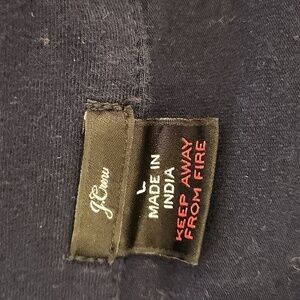 J.Crew
L
MADE IN
INDIA
KEEP AWAY
FROM FIRE